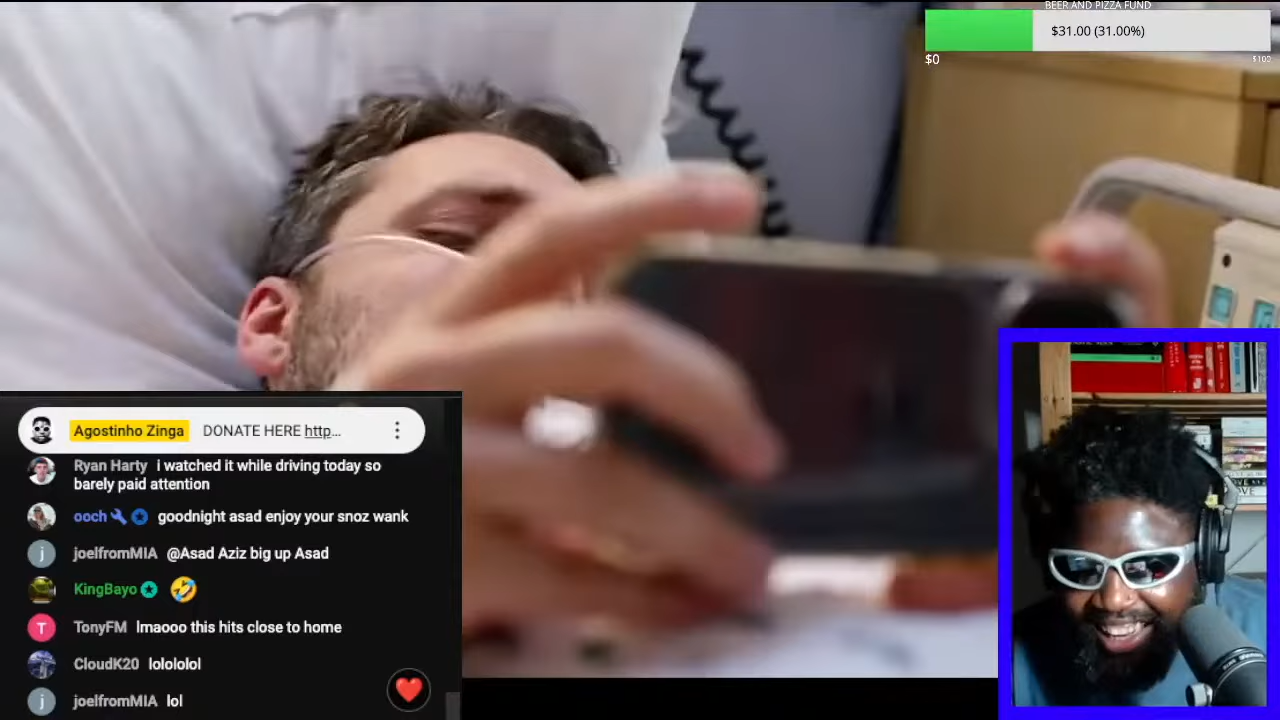 BEER AND PIZZA FUND
$31.00 (31.00%)
$0
$100
Agostinho Zinga DONATE HERE http...
Ryan Harty i watched it while driving today so
barely paid attention
ooch goodnight asad enjoy your snoz wank
j joelfromMIA @Asad Aziz big up Asad
KingBayo
T TonyFM lmaooo this hits close to home
CloudK20 lolololol
j joelfromMIA lol